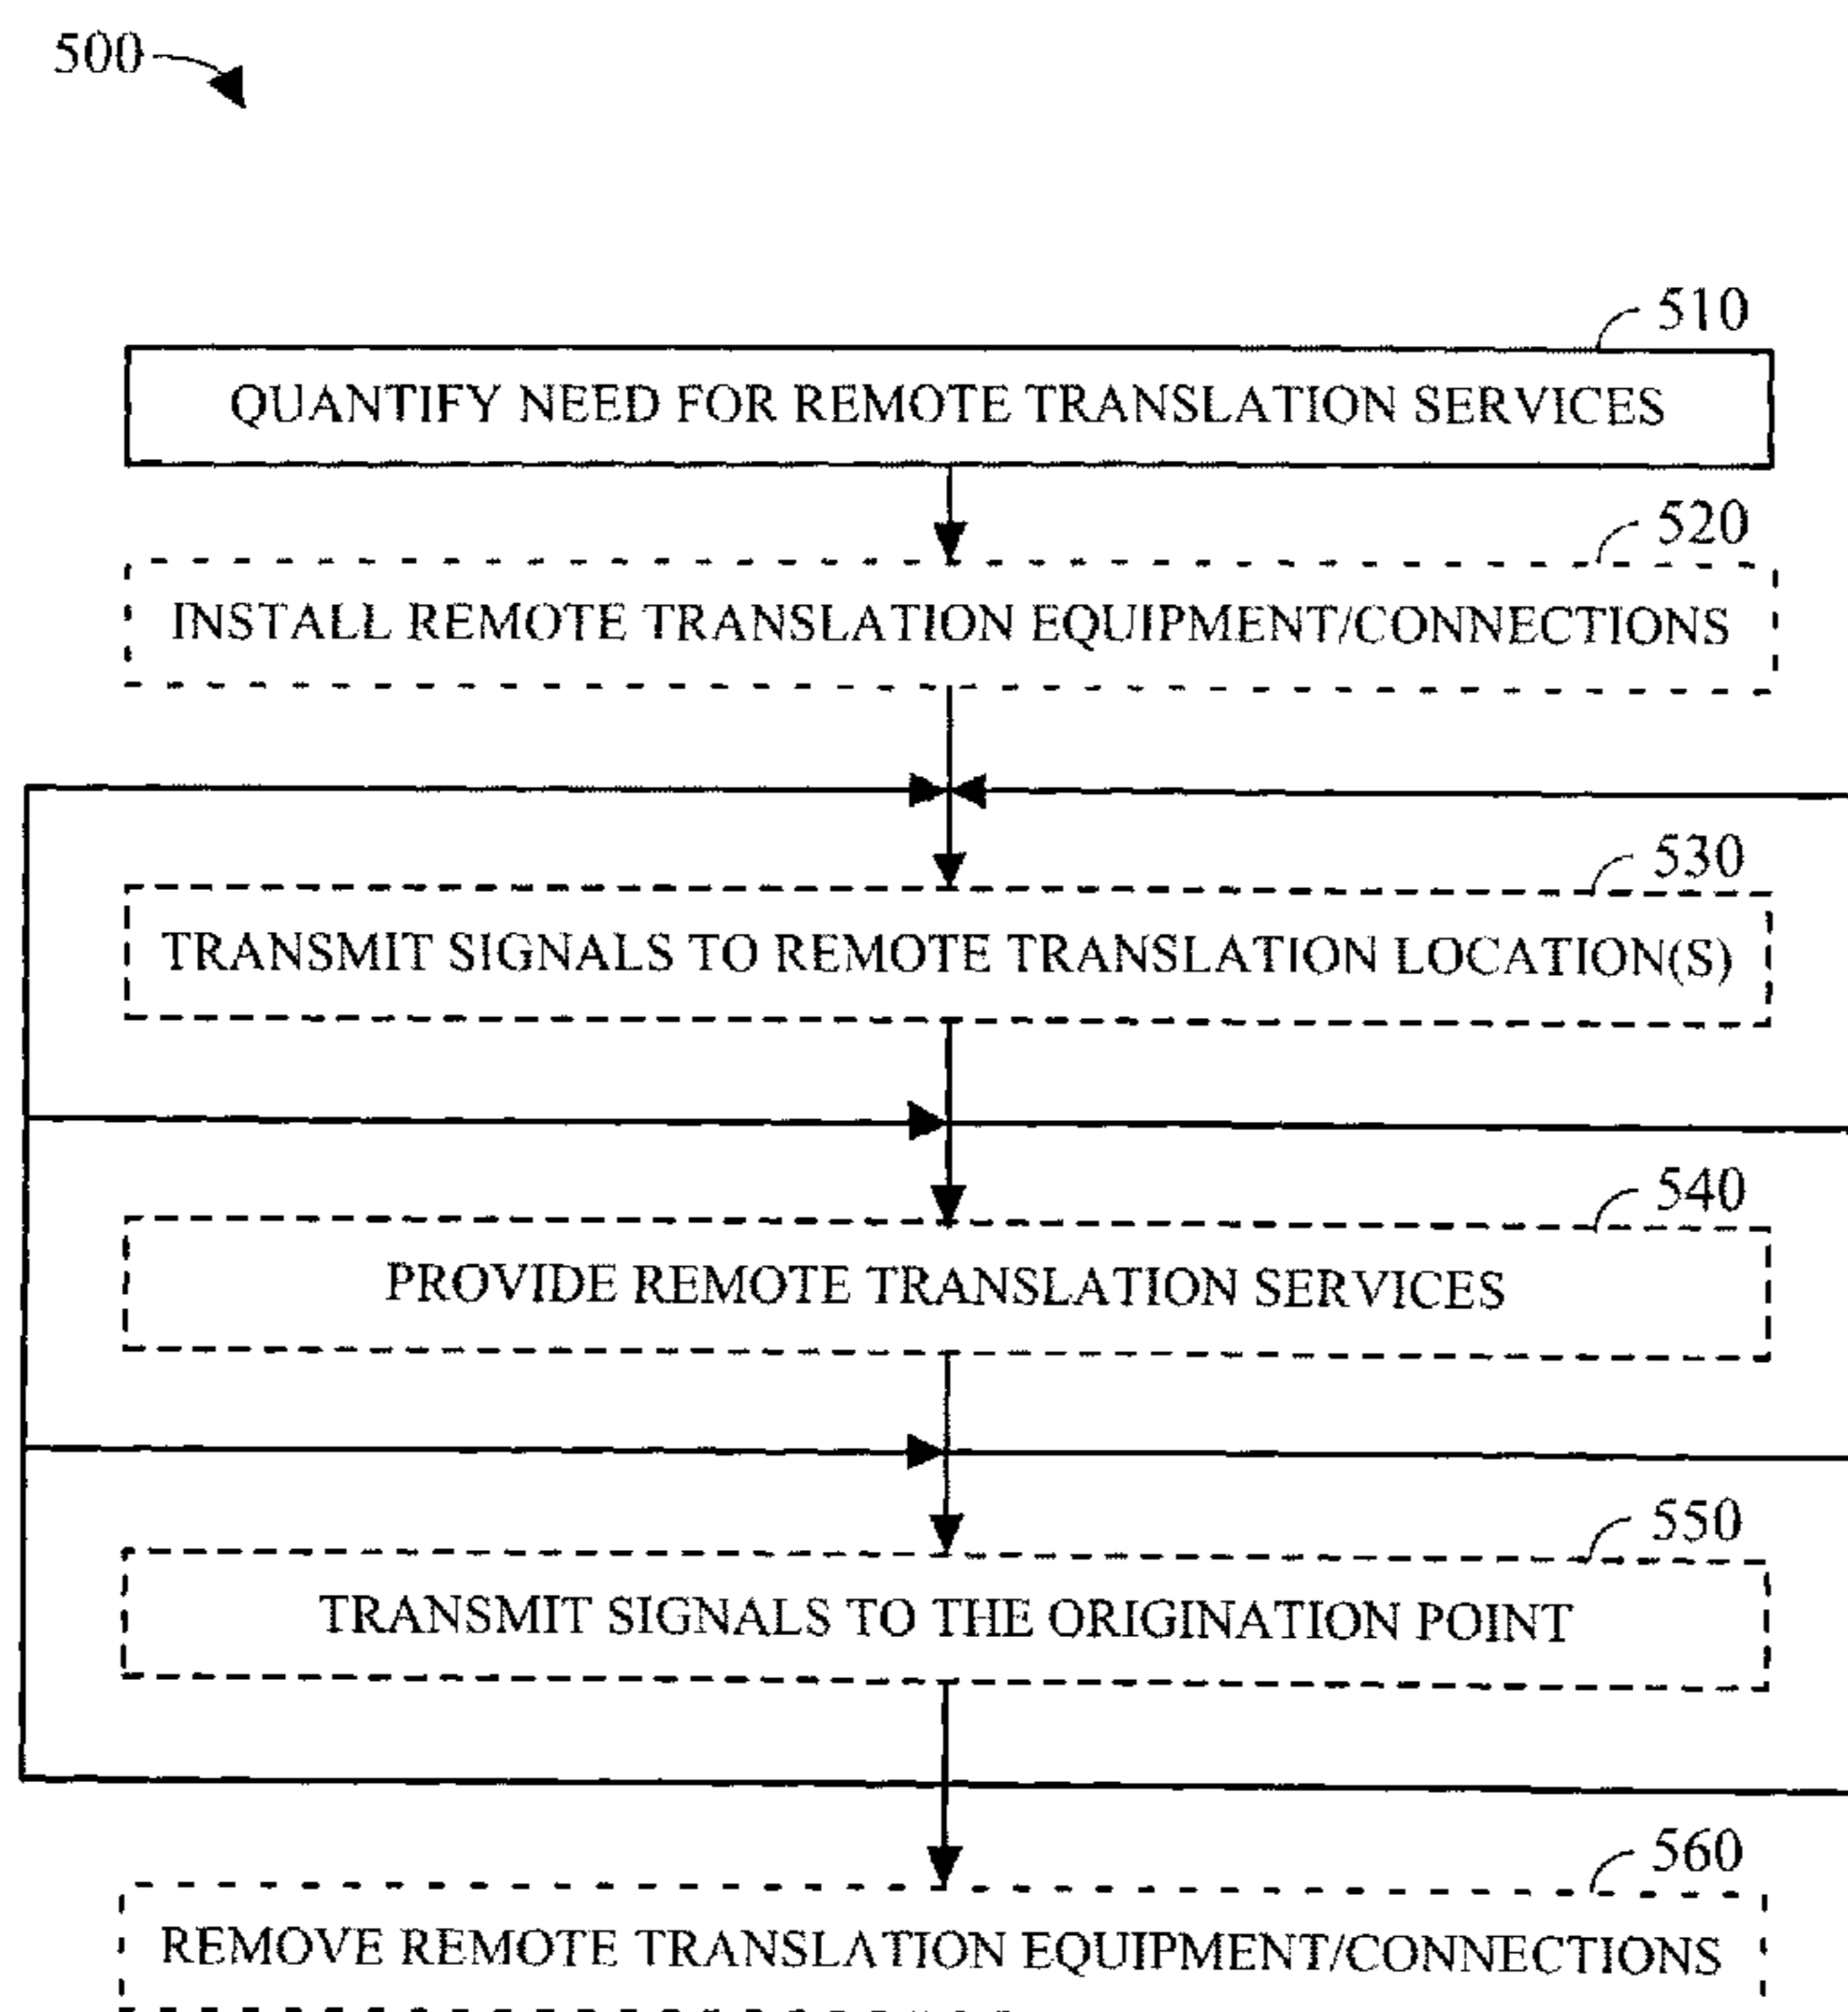 500
510
QUANTIFY NEED FOR REMOTE TRANSLATION SERVICES
520
INSTALL REMOTE TRANSLATION EQUIPMENT/CONNECTIONS
530
TRANSMIT SIGNALS TO REMOTE TRANSLATION LOCATION(S)
540
PROVIDE REMOTE TRANSLATION SERVICES
550
TRANSMIT SIGNALS TO THE ORIGINATION POINT
560
REMOVE REMOTE TRANSLATION EQUIPMENT/CONNECTIONS